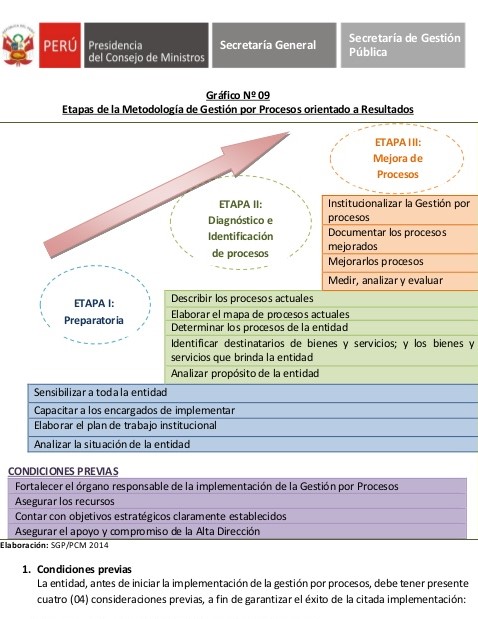 PERÚ
Presidencia
del Consejo de Ministros
Secretaría General
Secretaría de Gestión
Pública
Gráfico Nº 09
Etapas de la Metodología de Gestión por Procesos orientado a Resultados
ETAPA III:
Mejora de
Procesos
ETAPA II:
Diagnóstico e
Identificación
de procesos
Institucionalizar la Gestión por
procesos
Documentar los procesos
mejorados
Mejorarlos procesos
Medir, analizar y evaluar
ETAPA I:
Preparatoria
Describir los procesos actuales
Elaborar el mapa de procesos actuales
Determinar los procesos de la entidad
Identificar destinatarios de bienes y servicios; y los bienes y
servicios que brinda la entidad
Analizar propósito de la entidad
Sensibilizar a toda la entidad
Capacitar a los encargados de implementar
Elaborar el plan de trabajo institucional
Analizar la situación de la entidad
CONDICIONES PREVIAS
Fortalecer el órgano responsable de la implementación de la Gestión por Procesos
Asegurar los recursos
Contar con objetivos estratégicos claramente establecidos
Asegurar el apoyo y compromiso de la Alta Dirección
Elaboración: SGP/PCM 2014
1. Condiciones previas
La entidad, antes de iniciar la implementación de la gestión por procesos, debe tener presente
cuatro (04) consideraciones previas, a fin de garantizar el éxito de la citada implementación: